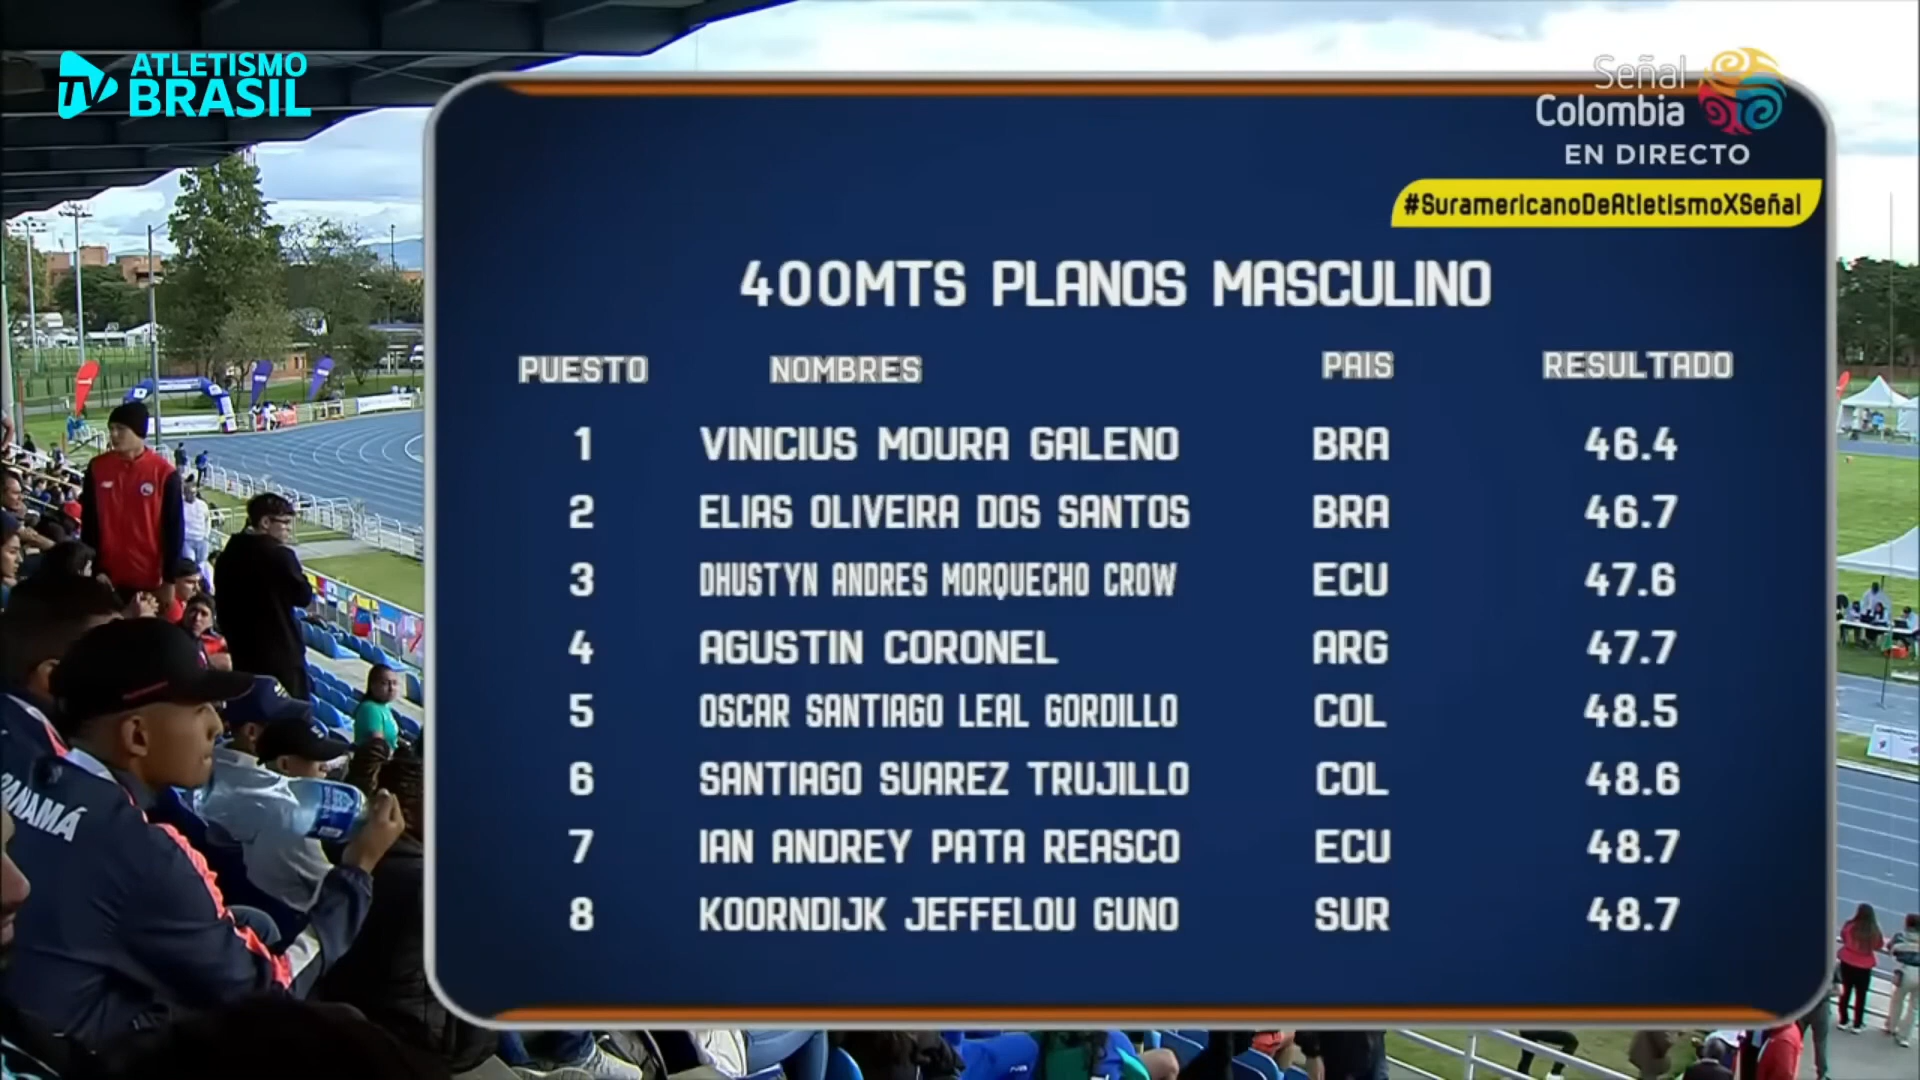 ATLETISMO
BRASIL
Señal
Colombia
EN DIRECTO
#SuramericanoDeAtletismoXSeñal
400MTS PLANOS MASCULINO
PUESTO NOMBRES PAIS RESULTADO
1 VINICIUS MOURA GALENO BRA 46.4
2 ELIAS OLIVEIRA DOS SANTOS BRA 46.7
3 DHUSTYN ANDRES MORQUECHO CROW ECU 47.6
4 AGUSTIN CORONEL ARG 47.7
5 OSCAR SANTIAGO LEAL GORDILLO COL 48.5
6 SANTIAGO SUAREZ TRUJILLO COL 48.6
7 IAN ANDREY PATA REASCO ECU 48.7
8 KOORNDIJK JEFFELOU GUNO SUR 48.7
PANAMÁ